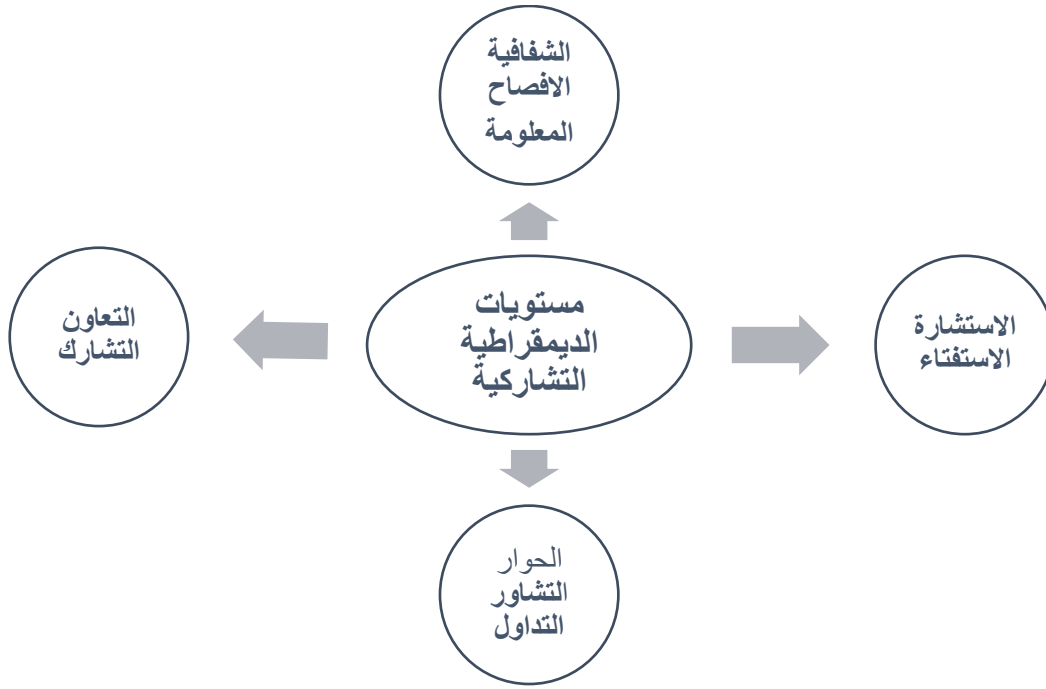 الشفافية
الافصاح
المعلومة
مستويات
الديمقراطية
التشاركية
الاستشارة
الاستفتاء
التعاون
التشارك
الحوار
التشاور
التداول